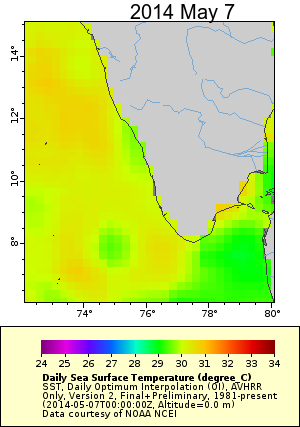 2014 May 7
14°
12°
10°
8°
74°
76°
78°
80°
24 25 26 27 28 29 30 31 32 33 34
Daily Sea Surface Temperature (degree_C)
SST, Daily Optimum Interpolation (OI), AVHRR
Only, Version 2, Final+Preliminary, 1981-present
(2014-05-07T00:00:00Z, Altitude=0.0 m)
Data courtesy of NOAA NCEI